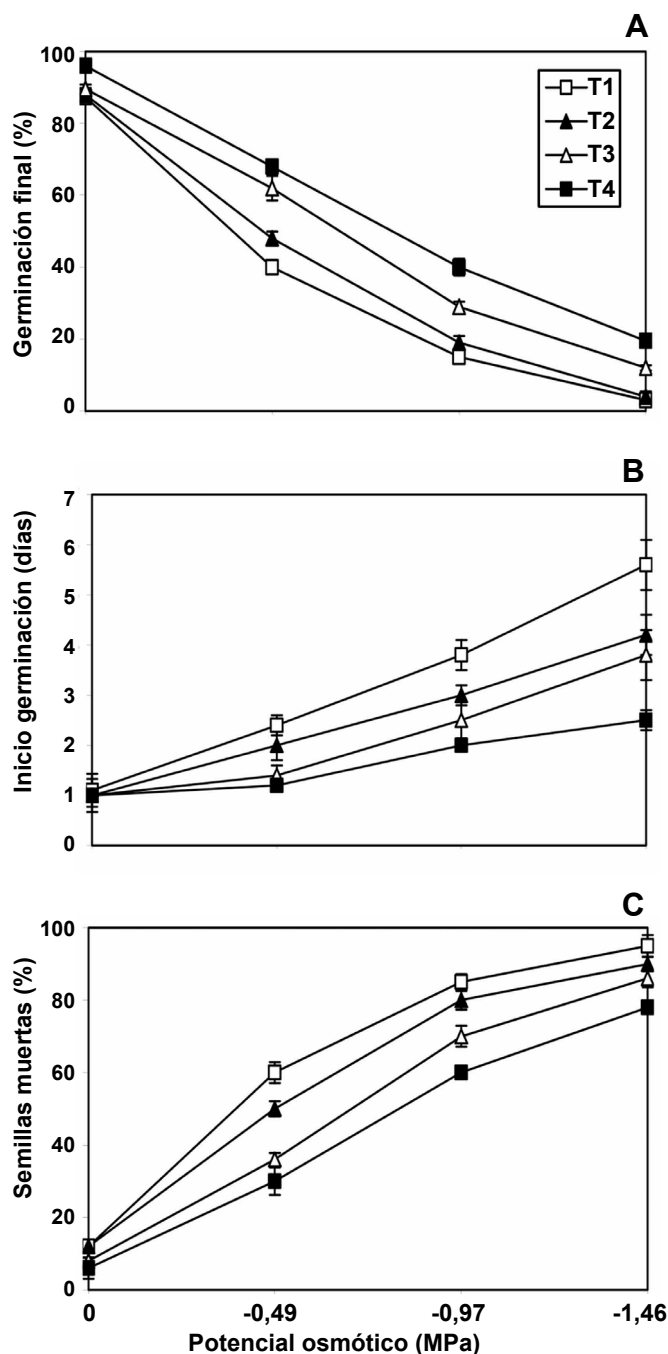 A
Germinación final (%)
100
80
60
40
20
0
T1
T2
T3
T4
B
Inicio germinación (días)
7
6
5
4
3
2
1
0
C
Semillas muertas (%)
100
80
60
40
20
0
0 -0,49 -0,97 -1,46
Potencial osmótico (MPa)